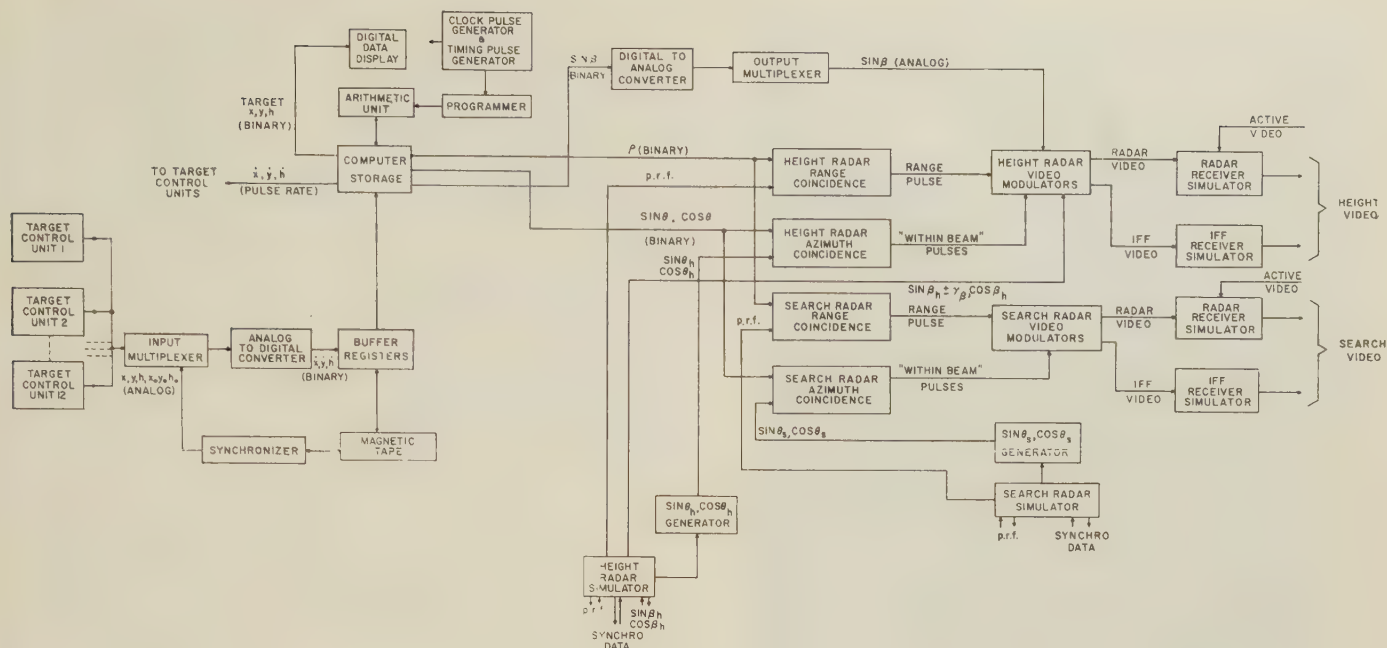 CLOCK PULSE
GENERATOR
&
TIMING PULSE
GENERATOR
DIGITAL
DATA
DISPLAY
ARITHMETIC
UNIT
PROGRAMMER
TARGET
x,y,h
(BINARY)
COMPUTER
STORAGE
TO TARGET
CONTROL
UNITS
ẋ, ẏ, ḣ
(PULSE RATE)
TARGET
CONTROL
UNIT 1
TARGET
CONTROL
UNIT 2
TARGET
CONTROL
UNIT 12
INPUT
MULTIPLEXER
(ANALOG)
ANALOG
TO DIGITAL
CONVERTER
ẋ,ẏ,ḣ
(BINARY)
BUFFER
REGISTERS
SYNCHRONIZER
MAGNETIC
TAPE
SINβ
BINARY
DIGITAL TO
ANALOG
CONVERTER
OUTPUT
MULTIPLEXER
SINβ (ANALOG)
ρ (BINARY)
p.r.f.
HEIGHT RADAR
RANGE
COINCIDENCE
RANGE
PULSE
HEIGHT RADAR
VIDEO
MODULATORS
RADAR
VIDEO
ACTIVE
VIDEO
RADAR
RECEIVER
SIMULATOR
HEIGHT
VIDEO
SINθ, COSθ
(BINARY)
SINθh
COSθh
HEIGHT RADAR
AZIMUTH
COINCIDENCE
"WITHIN BEAM"
PULSES
IFF
VIDEO
IFF
RECEIVER
SIMULATOR
SINβh ± γβ, COSβh
p.r.f.
SEARCH RADAR
RANGE
COINCIDENCE
RANGE
PULSE
SEARCH RADAR
VIDEO
MODULATORS
RADAR
VIDEO
ACTIVE
VIDEO
RADAR
RECEIVER
SIMULATOR
SEARCH
VIDEO
SEARCH RADAR
AZIMUTH
COINCIDENCE
"WITHIN BEAM"
PULSES
IFF
VIDEO
IFF
RECEIVER
SIMULATOR
SINθs, COSθs
SINθs, COSθs
GENERATOR
SEARCH RADAR
SIMULATOR
p.r.f.
SYNCHRO
DATA
SINθh, COSθh
GENERATOR
HEIGHT
RADAR
SIMULATOR
p.r.f.
SINβh
COSβh
SYNCHRO
DATA